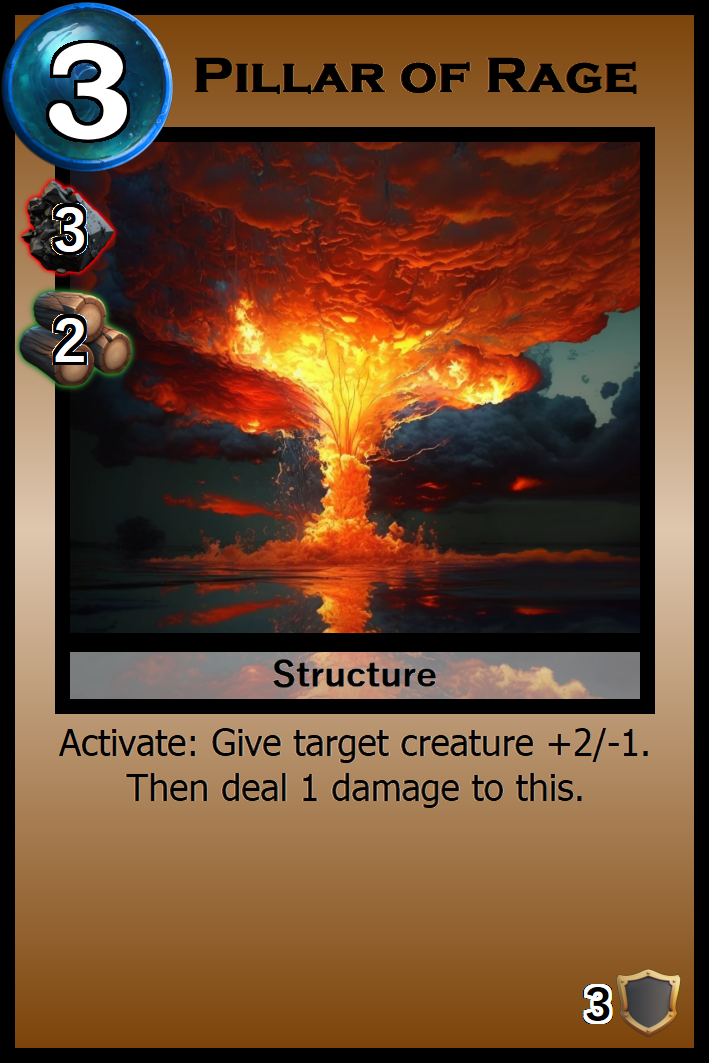 3
Pillar of Rage
3
2
Structure
Activate: Give target creature +2/-1.
Then deal 1 damage to this.
3